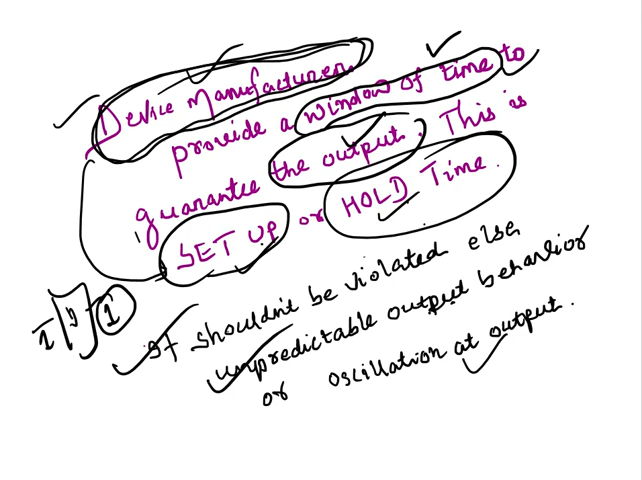 Device Manufacturer
provide a window of time to
guarantee the output. This is
SET UP or HOLD Time.
It shouldn't be violated else
unpredictable output behavior
or oscillation at output.